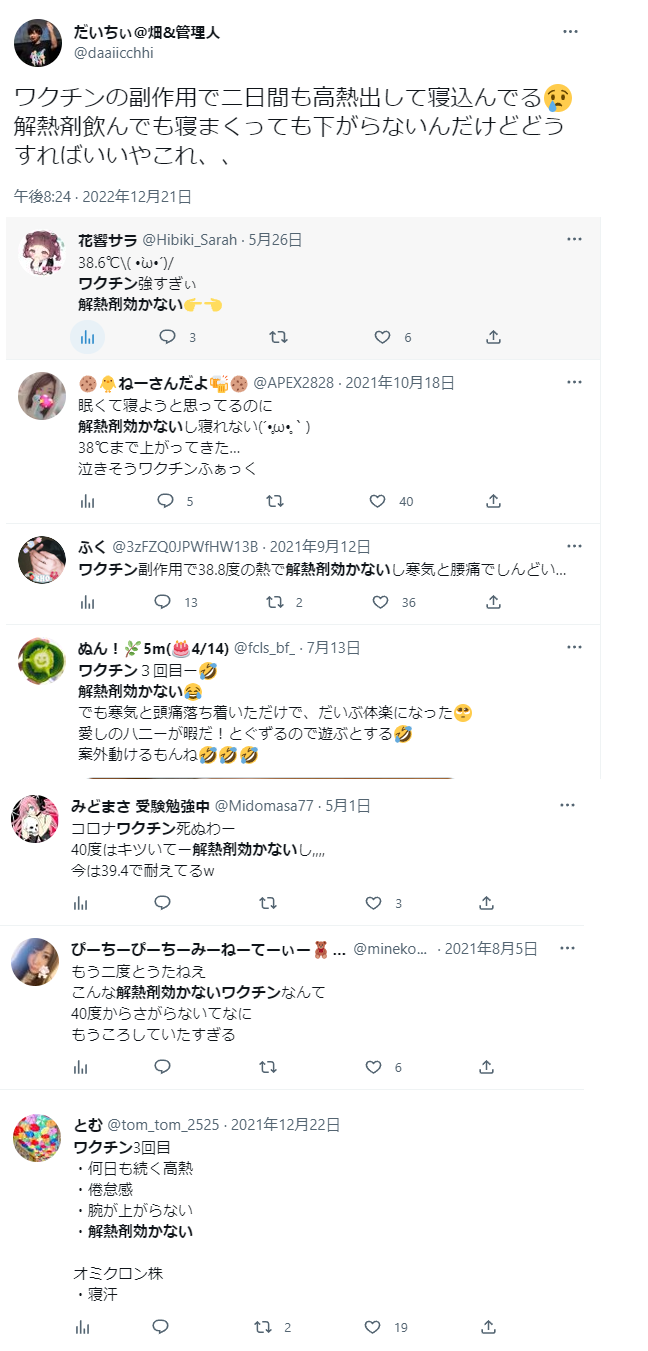 だいちぃ@畑&管理人
@daaiicchhi
ワクチンの副作用で二日間も高熱出して寝込んでる😢
解熱剤飲んでも寝まくっても下がらないんだけどどう
すればいいやこれ、、
午後8:24 · 2022年12月21日
花響サラ @Hibiki_Sarah · 5月26日
38.6℃\( •̀ω•́ )/
ワクチン強すぎぃ
解熱剤効かない👉👈
3 6
🍪🐥ねーさんだよ🍻🍪 @APEX2828 · 2021年10月18日
眠くて寝ようと思ってるのに
解熱剤効かないし寝れない(´•̥ω•̥`)
38℃まで上がってきた…
泣きそうワクチンふぁっく
5 40
ふく @3zFZQ0JPWfHW13B · 2021年9月12日
ワクチン副作用で38.8度の熱で解熱剤効かないし寒気と腰痛でしんどい…
13 2 36
ぬん！🌿5m(🎂4/14) @fcls_bf_ · 7月13日
ワクチン３回目ー🤣
解熱剤効かない😂
でも寒気と頭痛落ち着いただけで、だいぶ体楽になった🙄
愛しのハニーが暇だ！とぐずるので遊ぶとする🤣
案外動けるもんね🤣🤣🤣
みどまさ 受験勉強中 @Midomasa77 · 5月1日
コロナワクチン死ぬわー
40度はキツいてー解熱剤効かないし,,,,
今は39.4で耐えてるw
3
ぴーちーぴーちーみーねーてーぃー🧸... @mineko... · 2021年8月5日
もう二度とうたねえ
こんな解熱剤効かないワクチンなんて
40度からさがらないてなに
もうころしていたすぎる
6
とむ @tom_tom_2525 · 2021年12月22日
ワクチン3回目
・何日も続く高熱
・倦怠感
・腕が上がらない
・解熱剤効かない
オミクロン株
・寝汗
2 19